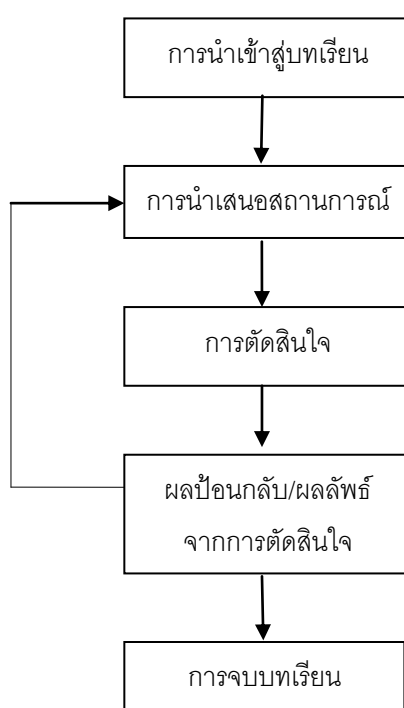 การนำเข้าสู่บทเรียน
การนำเสนอสถานการณ์
การตัดสินใจ
ผลป้อนกลับ/ผลลัพธ์
จากการตัดสินใจ
การจบบทเรียน